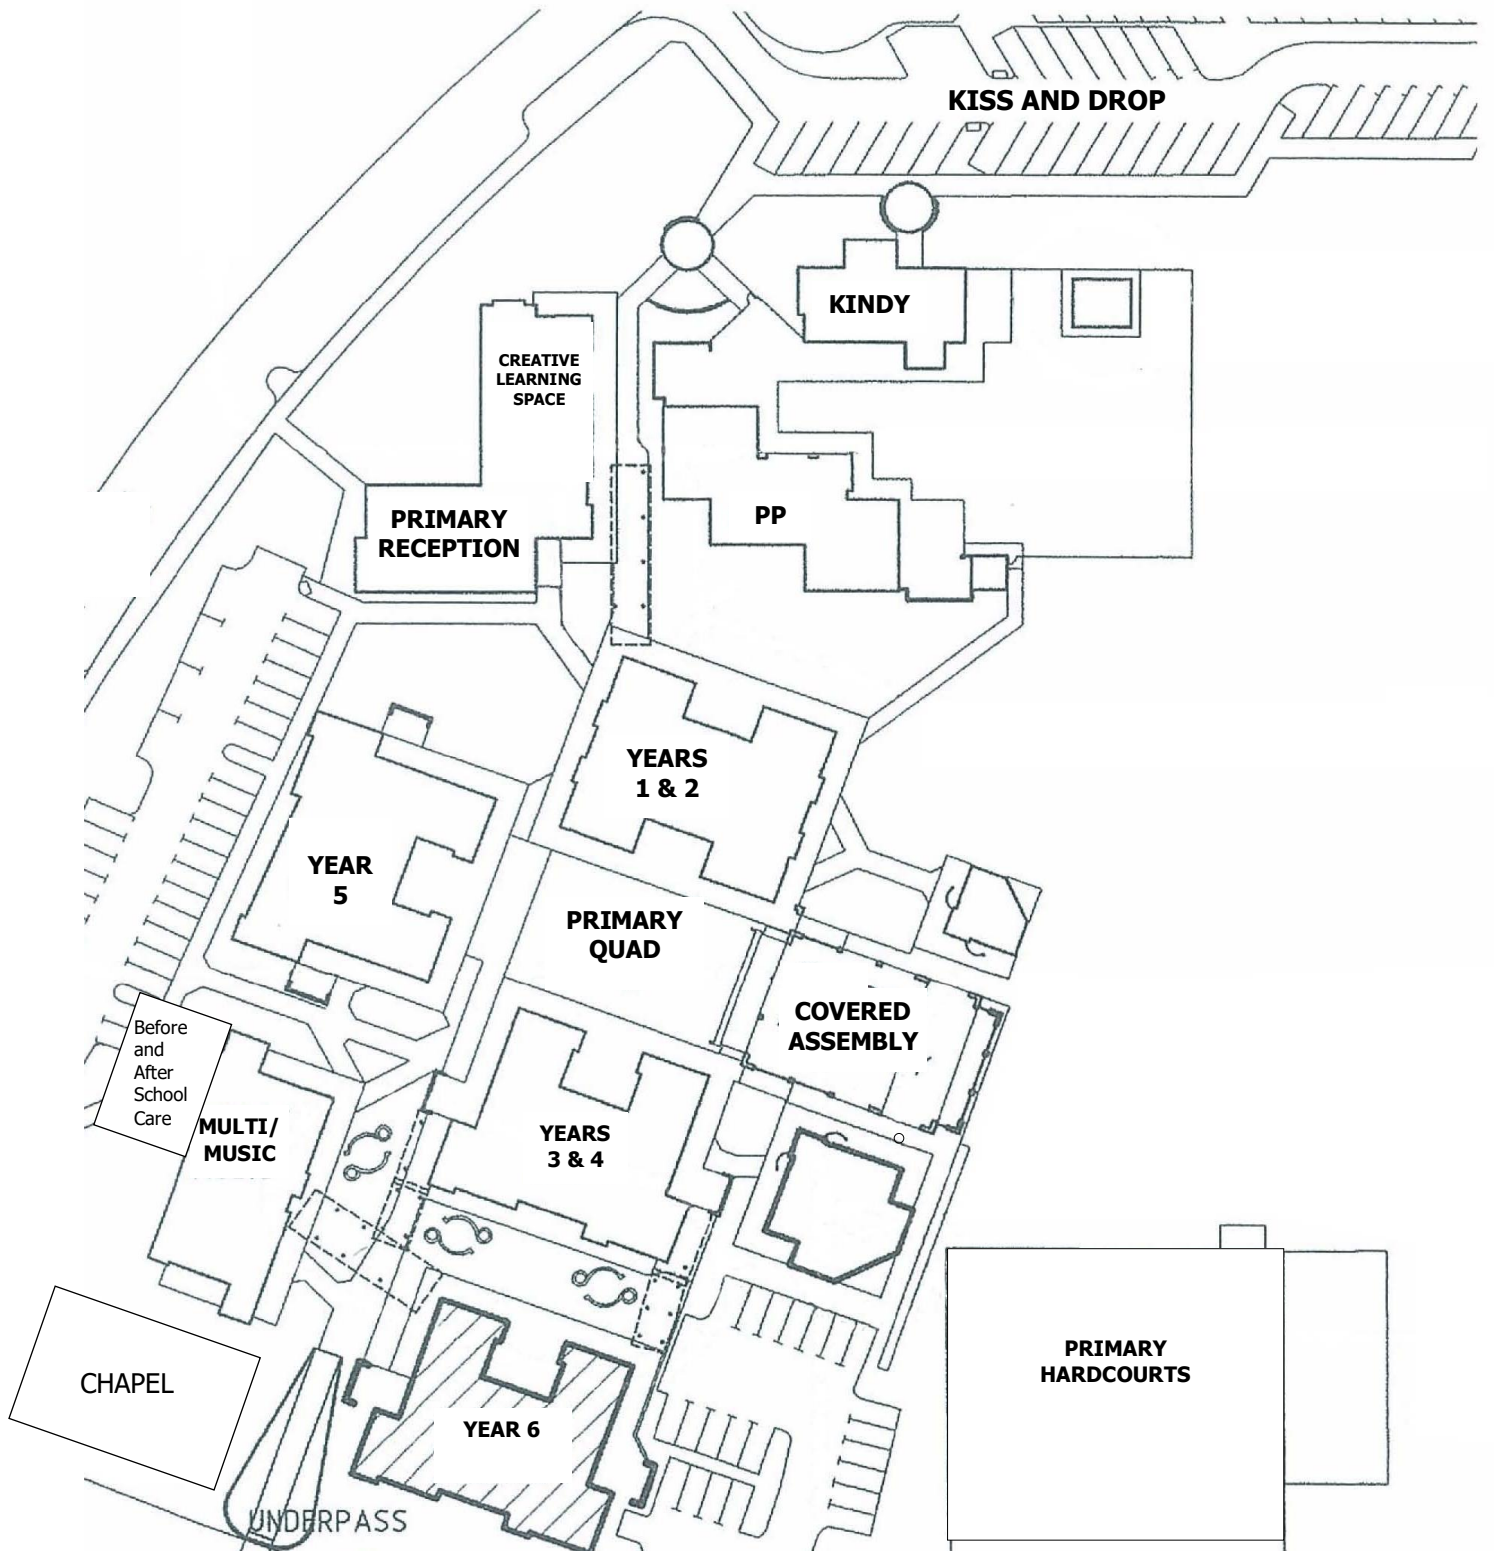 KISS AND DROP
KINDY
CREATIVE
LEARNING
SPACE
PRIMARY
RECEPTION
PP
YEARS
1 & 2
YEAR
5
PRIMARY
QUAD
COVERED
ASSEMBLY
Before
and
After
School
Care
MULTI/
MUSIC
YEARS
3 & 4
PRIMARY
HARDCOURTS
CHAPEL
YEAR 6
UNDERPASS